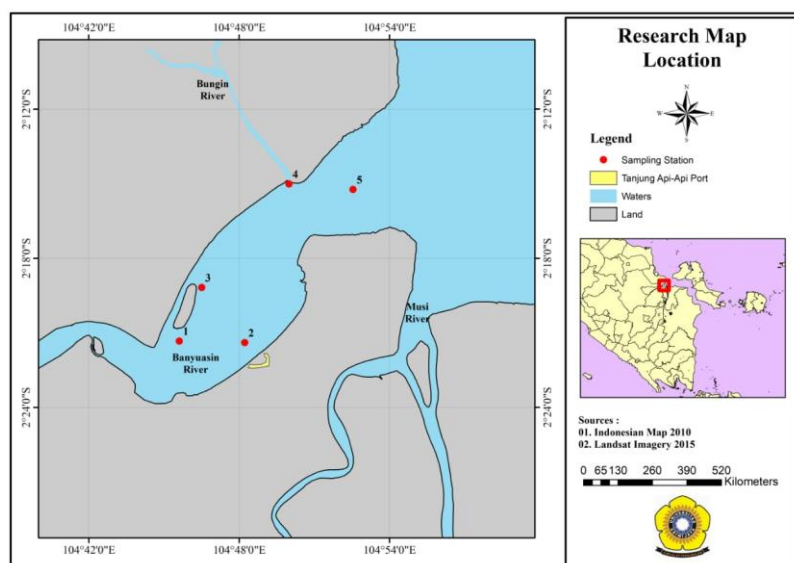 104°42'0"E 104°48'0"E 104°54'0"E
Bungin
River
2°12'0"S
2°12'0"S
4
5
2°18'0"S
2°18'0"S
3
Musi
River
1
2
Banyuasin
River
2°24'0"S
2°24'0"S
104°42'0"E 104°48'0"E 104°54'0"E
Research Map
Location
N
W E
S
Legend
Sampling Station
Tanjung Api-Api Port
Waters
Land
Sources :
01. Indonesian Map 2010
02. Landsat Imagery 2015
0 65 130 260 390 520
Kilometers